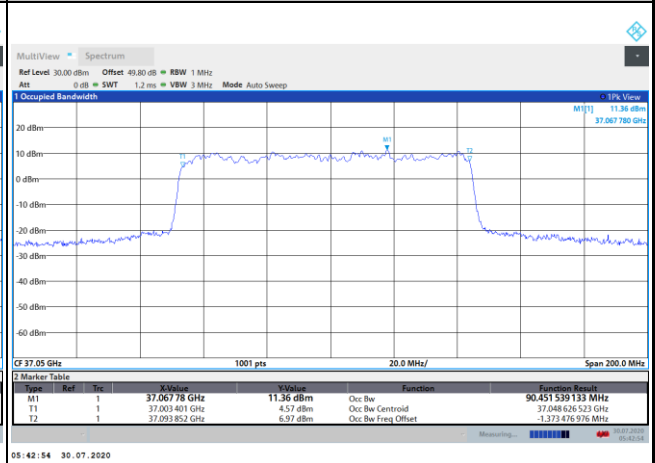 MultiView Spectrum
Ref Level 30.00 dBm Offset 49.80 dB RBW 1 MHz
Att 0 dB SWT 1.2 ms VBW 3 MHz Mode Auto Sweep
1 Occupied Bandwidth 1Pk View
M1[1] 11.36 dBm
37.067 780 GHz
20 dBm
M1
10 dBm
T1
T2
0 dBm
-10 dBm
-20 dBm
-30 dBm
-40 dBm
-50 dBm
-60 dBm
CF 37.05 GHz 1001 pts 20.0 MHz/ Span 200.0 MHz
2 Marker Table
Type Ref Trc X-Value Y-Value Function Function Result
M1 1 37.067 78 GHz 11.36 dBm Occ Bw 90.451 539 133 MHz
T1 1 37.003 401 GHz 4.57 dBm Occ Bw Centroid 37.048 626 523 GHz
T2 1 37.093 852 GHz 6.97 dBm Occ Bw Freq Offset -1.373 476 976 MHz
Measuring... 30.07.2020
05:42:54
05:42:54 30.07.2020